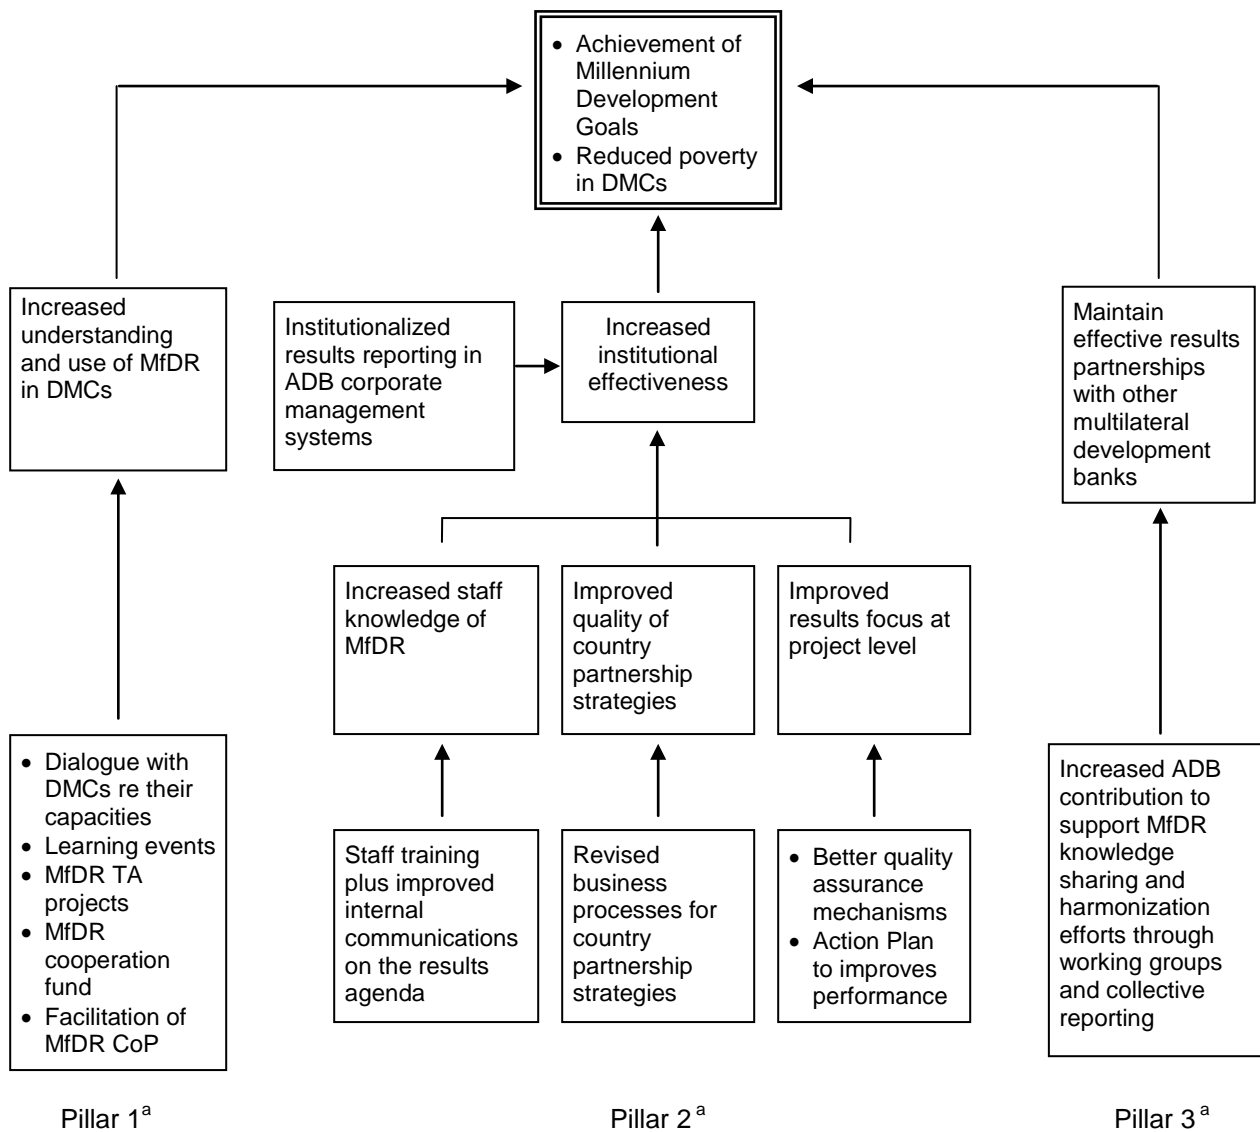 • Achievement of
Millennium
Development
Goals
• Reduced poverty
in DMCs
Increased
understanding
and use of MfDR
in DMCs
Institutionalized
results reporting in
ADB corporate
management
systems
Increased
institutional
effectiveness
Maintain
effective results
partnerships
with other
multilateral
development
banks
Increased staff
knowledge of
MfDR
Improved
quality of
country
partnership
strategies
Improved
results focus at
project level
• Dialogue with
DMCs re their
capacities
• Learning events
• MfDR TA
projects
• MfDR
cooperation
fund
• Facilitation of
MfDR CoP
Staff training
plus improved
internal
communications
on the results
agenda
Revised
business
processes for
country
partnership
strategies
• Better quality
assurance
mechanisms
• Action Plan
to improves
performance
Increased ADB
contribution to
support MfDR
knowledge
sharing and
harmonization
efforts through
working groups
and collective
reporting
Pillar 1ᵃ
Pillar 2 ᵃ
Pillar 3 ᵃ